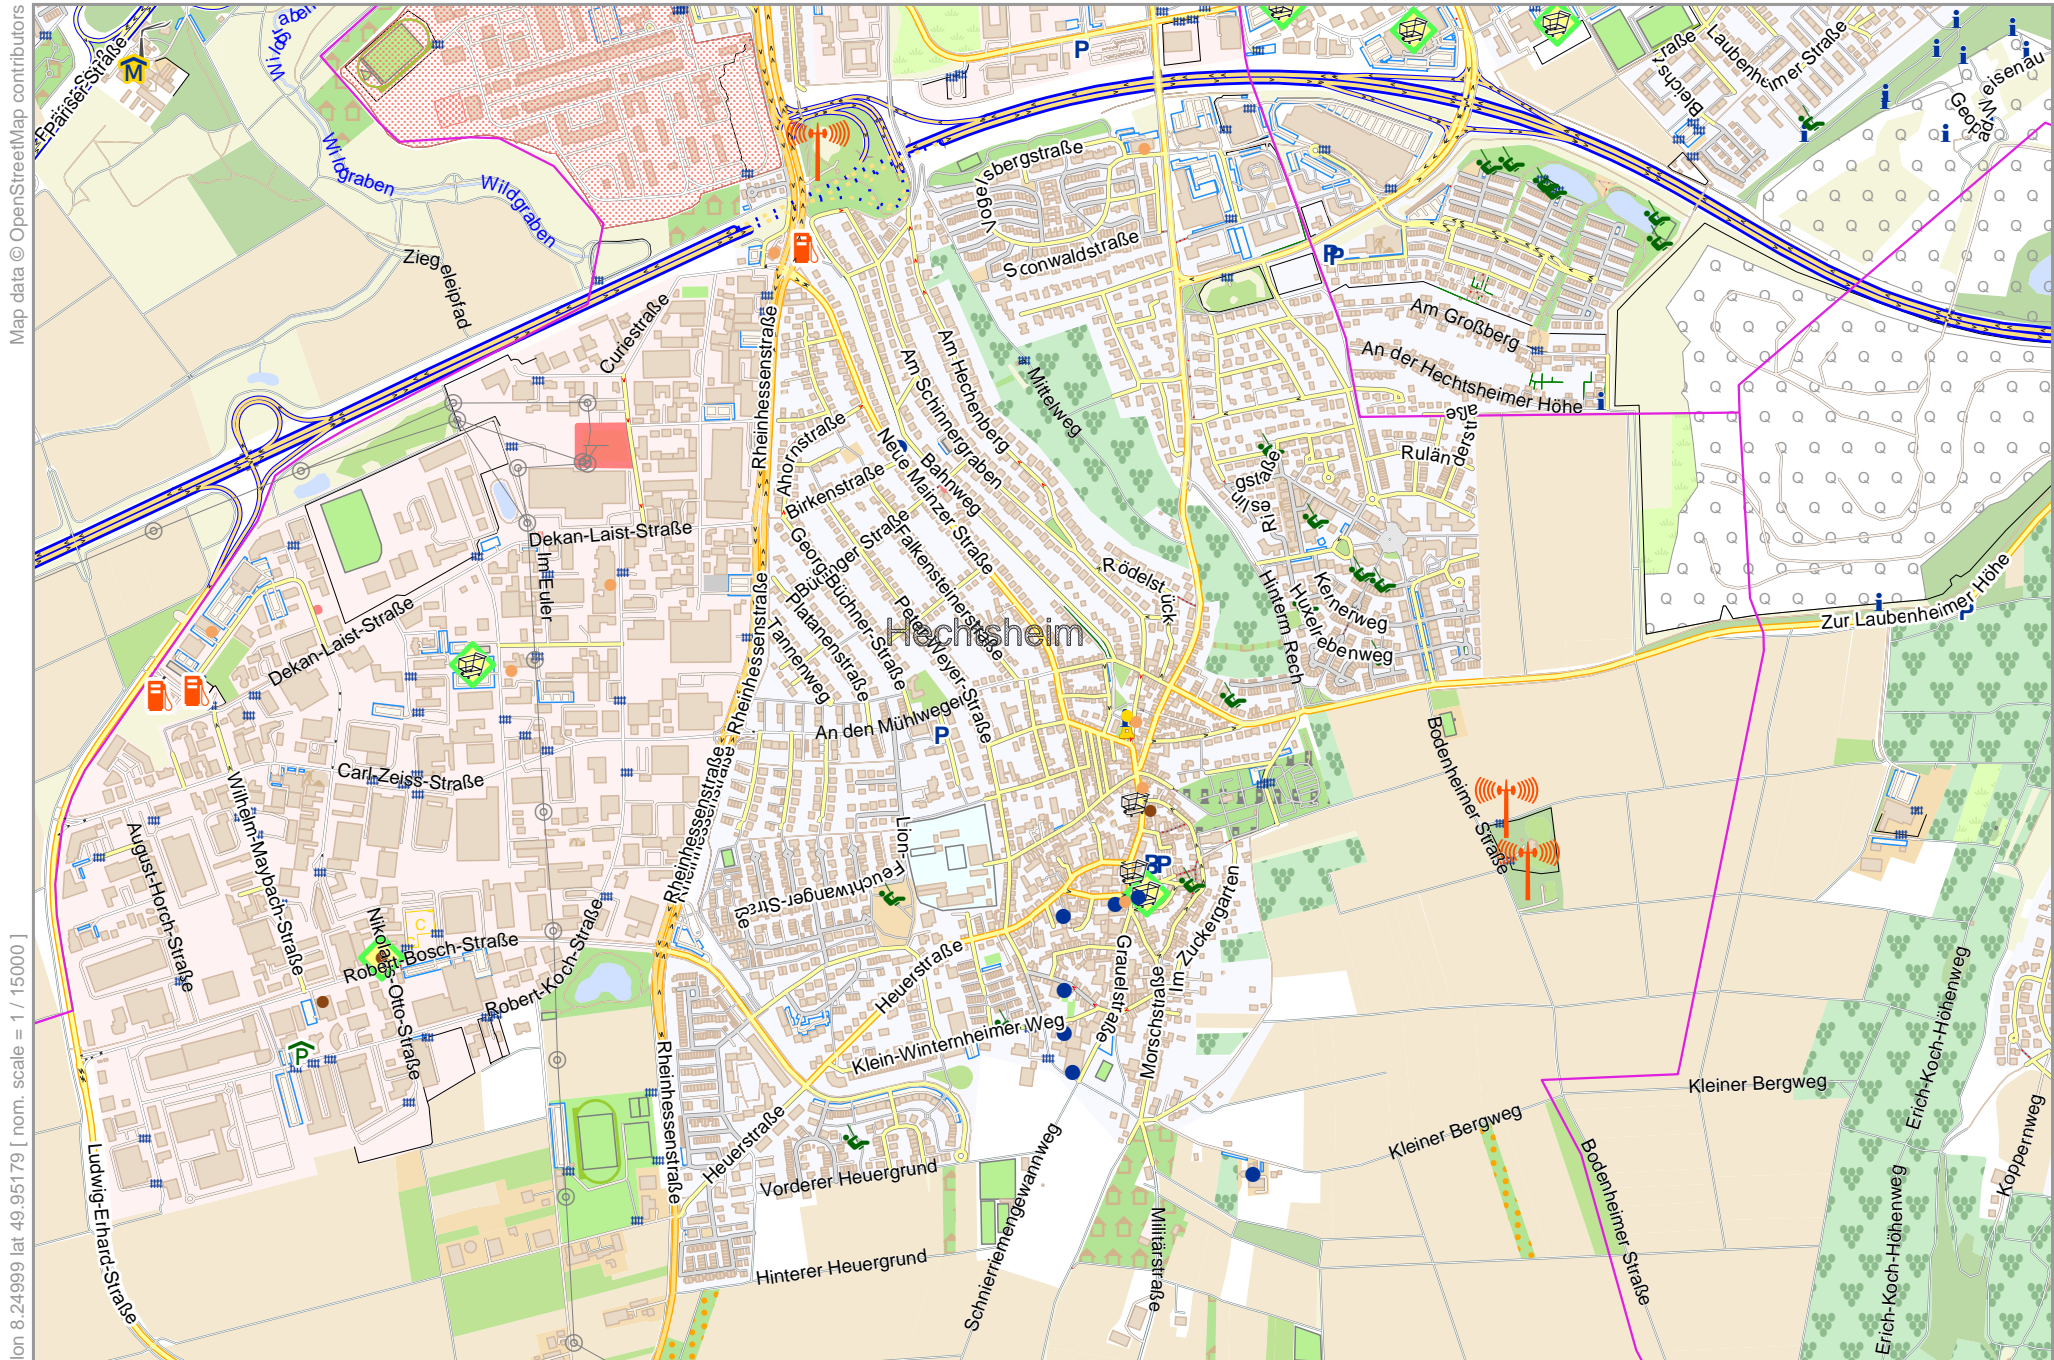 Map data © OpenStreetMap contributors
lon 8.24999 lat 49.95179 [ nom. scale = 1 / 15000 ]
Pariser-Straße
Wildgraben
Wildgraben
Wildgraben
Ziegeleipfad
Curiestraße
Rheinhessenstraße
Vogelsbergstraße
Laubenheimer Straße
Am Großberg
An der Hechtsheimer Höhe
Mittelweg
Am Hechenberg
Am Schinnergraben
Ahornstraße
Birkenstraße
Neue Mainzer Straße
Bahnweg
Dekan-Laist-Straße
Im Euler
Georg-Büchner-Straße
Büdinger Straße
Falkensteinerstraße
Platanenstraße
Tannenweg
Peter-Weyer-Straße
Rödelstück
Hinterm Rech
Kernerweg
Huxelrebenweg
Hechtsheim
Rheinhessenstraße
Dekan-Laist-Straße
Zur Laubenheimer Höhe
An den Mühlwegen
Bodenheimer Straße
Carl-Zeiss-Straße
Wilhelm-Maybach-Straße
August-Horch-Straße
Rheinhessenstraße
Rheinhessenstraße
Lion-Feuchtwanger-Straße
Nikolaus-Otto-Straße
Robert-Bosch-Straße
Robert-Koch-Straße
Heuerstraße
Grauelstraße
Im Zuckergarten
Morschstraße
Klein-Winternheimer Weg
Rheinhessenstraße
Heuerstraße
Vorderer Heuergrund
Hinterer Heuergrund
Schnierriemengewannweg
Militärstraße
Kleiner Bergweg
Kleiner Bergweg
Bodenheimer Straße
Erich-Koch-Höhenweg
Erich-Koch-Höhenweg
Koppernweg
Ludwig-Erhard-Straße